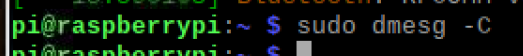 pi@raspberrypi:~ $ sudo dmesg -C
pi@raspberrypi:~ $